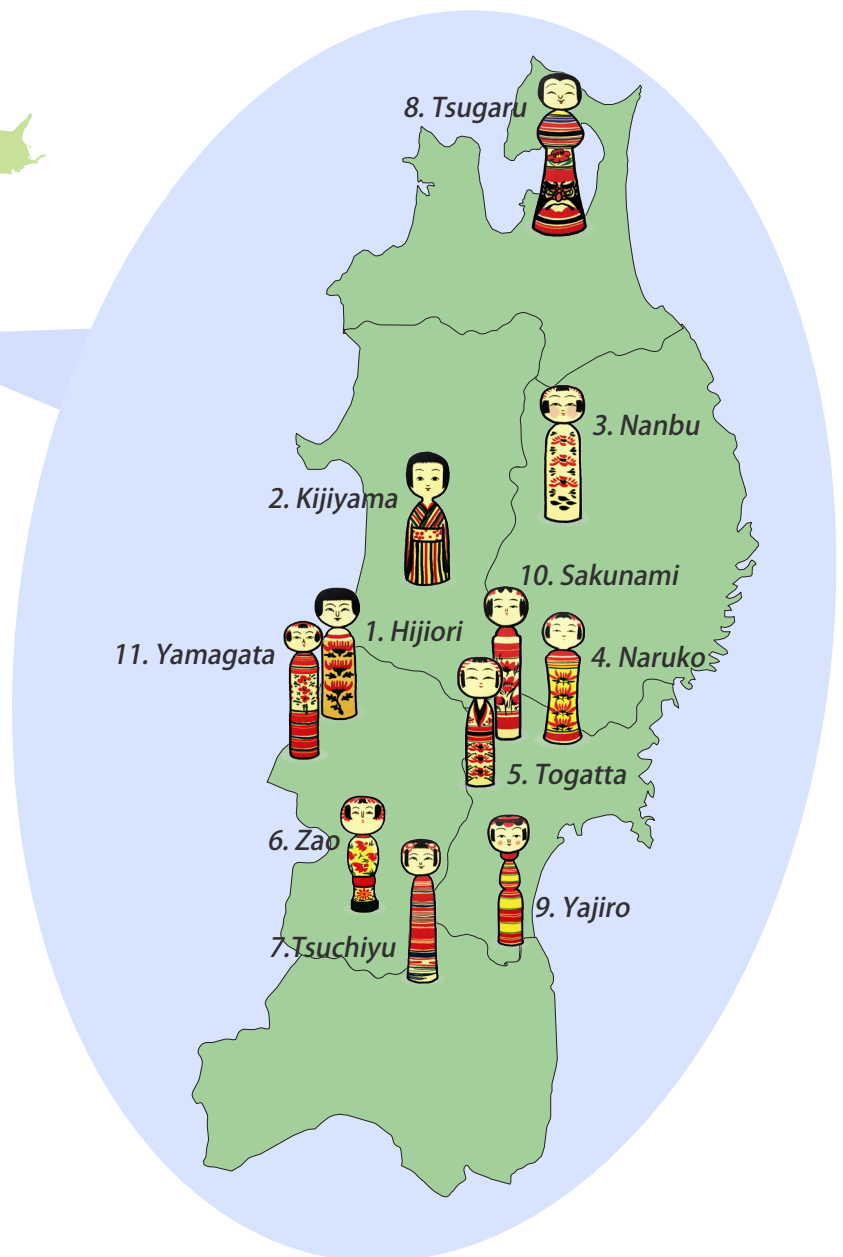 8. Tsugaru
3. Nanbu
2. Kijiyama
10. Sakunami
1. Hijiori
11. Yamagata
4. Naruko
5. Togatta
6. Zao
9. Yajiro
7.Tsuchiyu